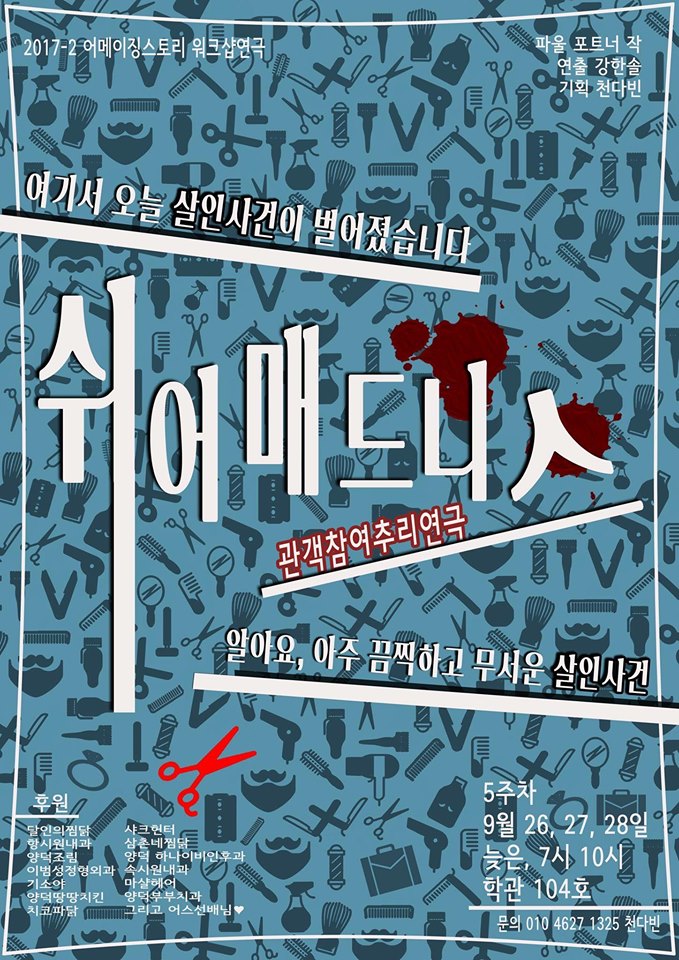 2017-2 어메이징스토리 워크샵연극
파울 포트너 작
연출 강한솔
기획 천다빈
여기서 오늘 살인사건이 벌어졌습니다
쉬어매드니스
관객참여추리연극
알아요, 아주 끔찍하고 무서운 살인사건
후원
달인의찜닭
항시원내과
양덕조림
이범성정형외과
기소야
양덕땅땅치킨
치코파닭
샤크헌터
삼촌네찜닭
양덕 하나이비인후과
속시원내과
마샬헤어
양덕부부치과
그리고 어스선배님♥
5주차
9월 26, 27, 28일
늦은, 7시 10시
학관 104호
문의 010 4627 1325 천다빈